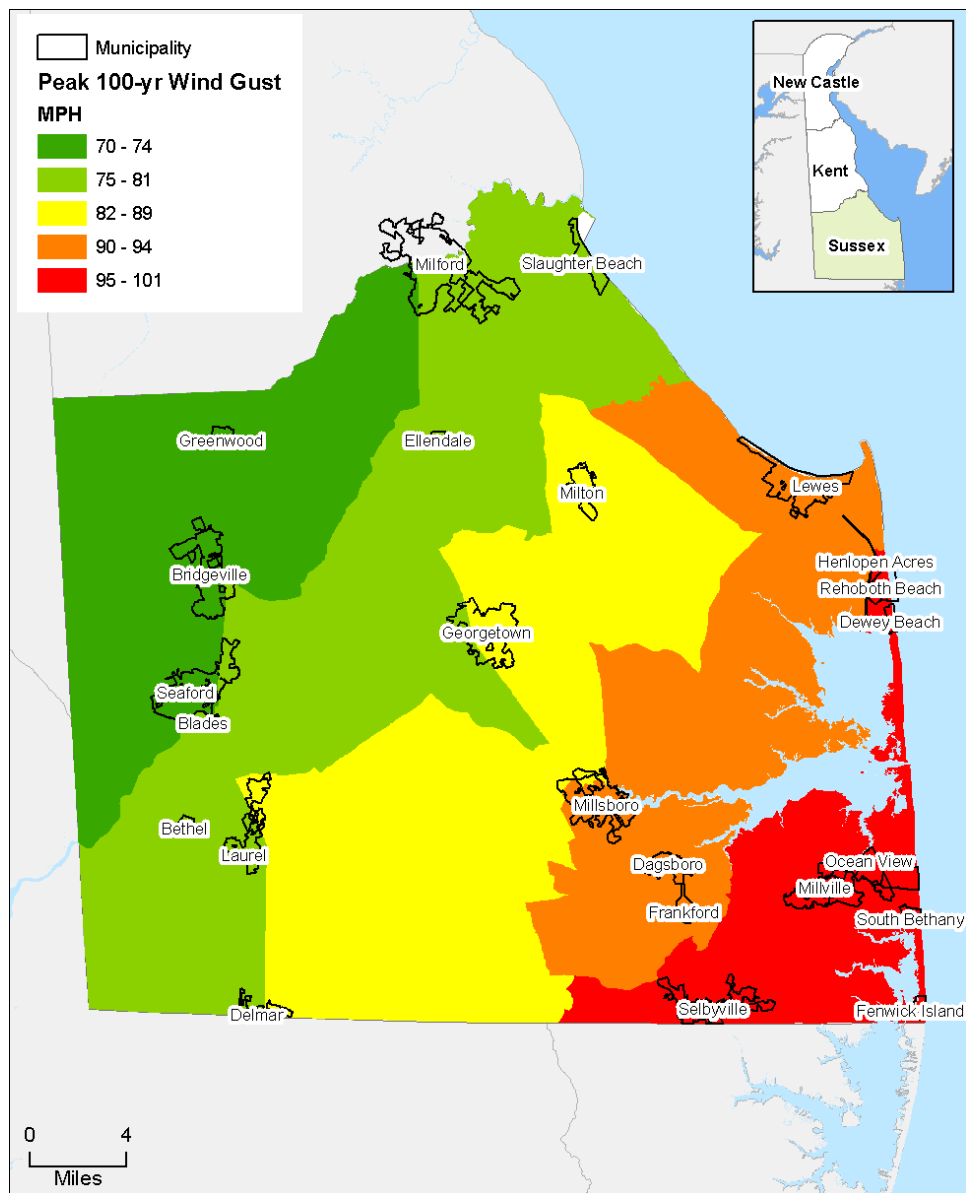 Municipality
Peak 100-yr Wind Gust
MPH
70 - 74
75 - 81
82 - 89
90 - 94
95 - 101
New Castle
Kent
Sussex
Milford
Slaughter Beach
Greenwood
Ellendale
Milton
Lewes
Henlopen Acres
Bridgeville
Rehoboth Beach
Dewey Beach
Georgetown
Seaford
Blades
Millsboro
Bethel
Laurel
Dagsboro
Ocean View
Millville
Frankford
South Bethany
Delmar
Selbyville
Fenwick Island
0 4
Miles